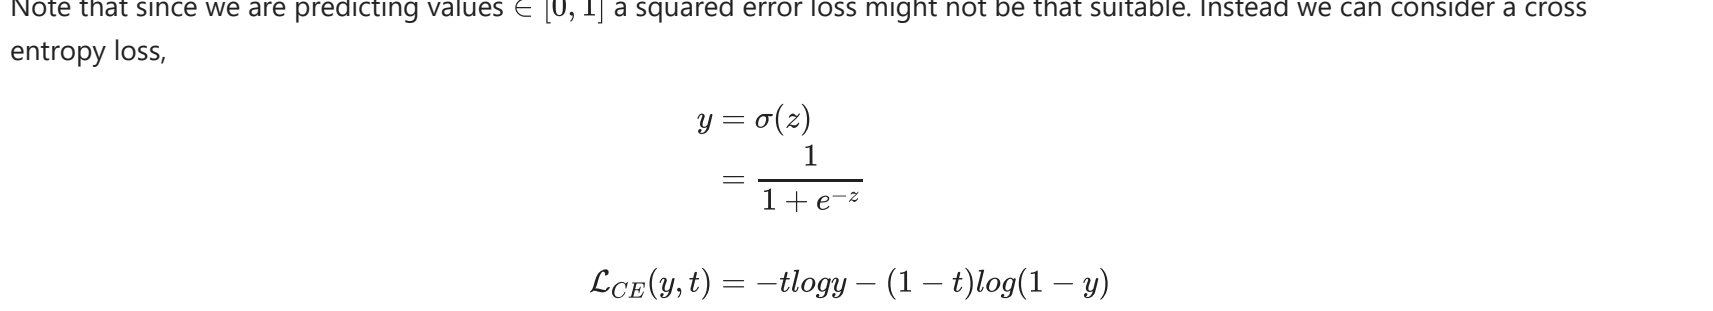 Note that since we are predicting values ∈ [0, 1] a squared error loss might not be that suitable. Instead we can consider a cross
entropy loss,
y = σ(z)
= 1 / (1 + e^{−z})
ℒ_{CE}(y, t) = −tlogy − (1 − t)log(1 − y)